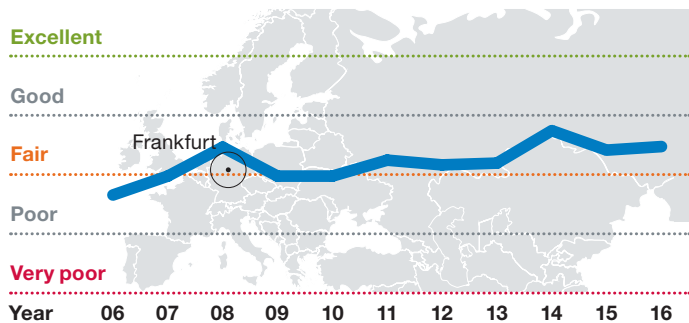 Excellent
Good
Frankfurt
Fair
Poor
Very poor
Year 06 07 08 09 10 11 12 13 14 15 16